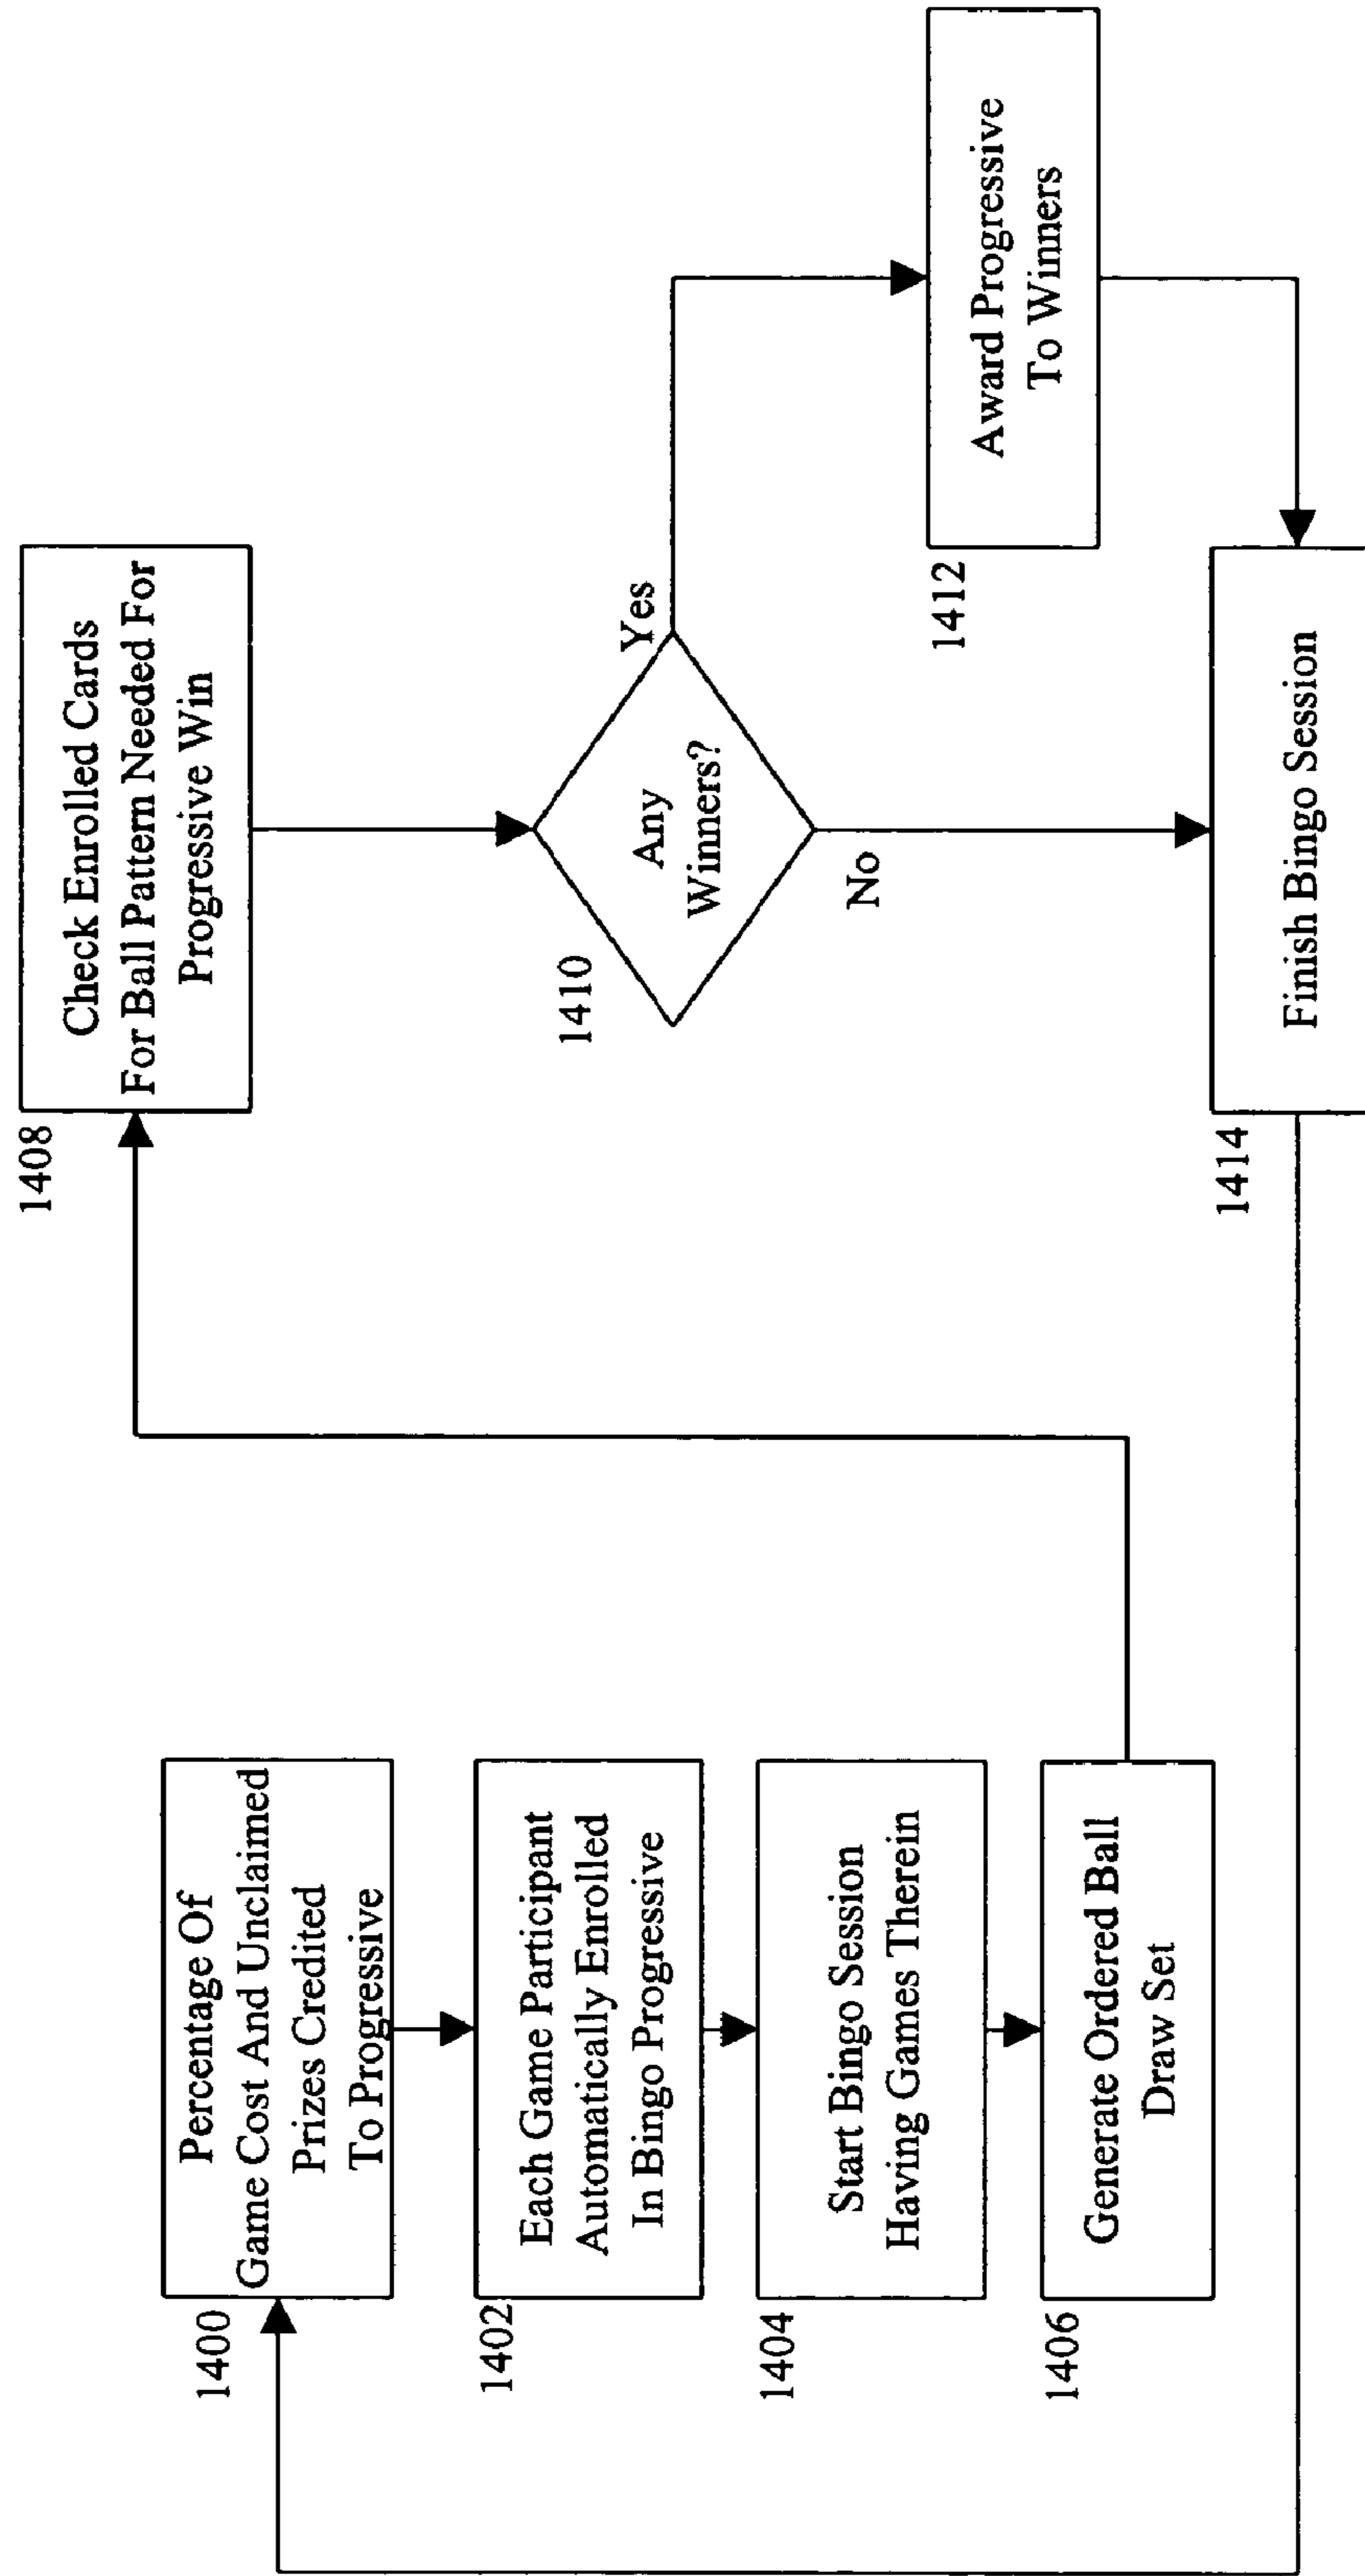 1400
Percentage Of
Game Cost And Unclaimed
Prizes Credited
To Progressive
1402
Each Game Participant
Automatically Enrolled
In Bingo Progressive
1404
Start Bingo Session
Having Games Therein
1406
Generate Ordered Ball
Draw Set
1408
Check Enrolled Cards
For Ball Pattern Needed For
Progressive Win
1410
Any
Winners?
Yes
No
1412
Award Progressive
To Winners
1414
Finish Bingo Session